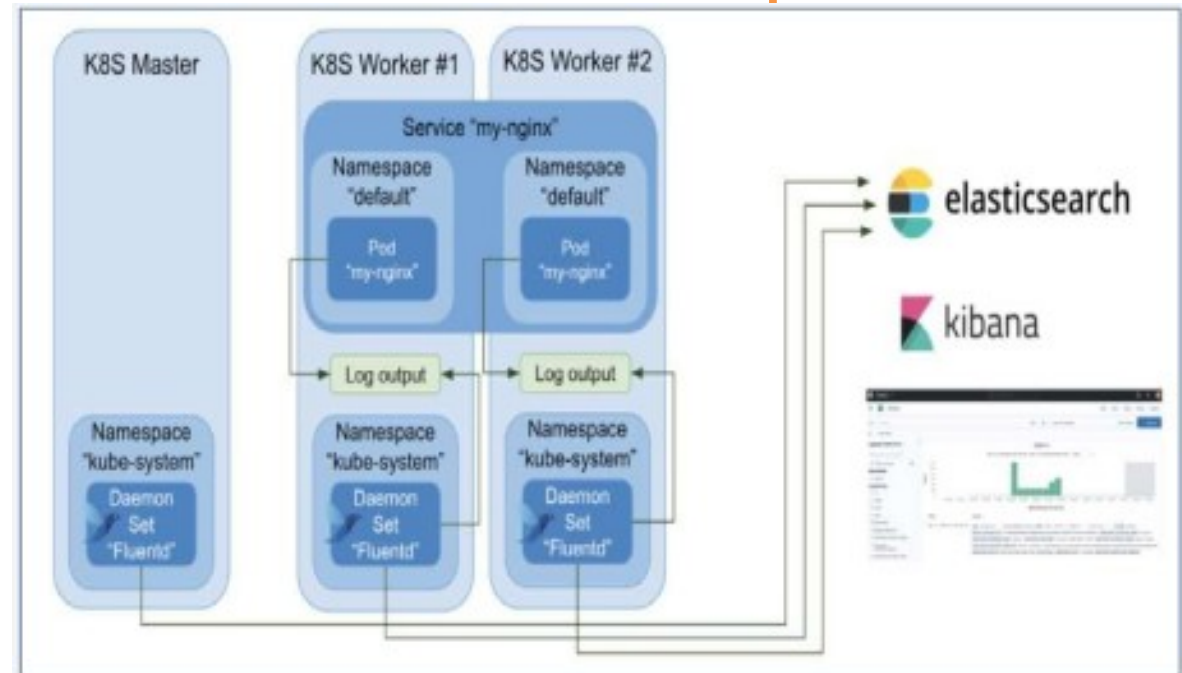 K8S Master
K8S Worker #1
K8S Worker #2
Service "my-nginx"
Namespace
"default"
Pod
"my-nginx"
Namespace
"default"
Pod
"my-nginx"
Log output
Log output
Namespace
"kube-system"
Daemon
Set
"Fluentd"
Namespace
"kube-system"
Daemon
Set
"Fluentd"
Namespace
"kube-system"
Daemon
Set
"Fluentd"
elasticsearch
kibana